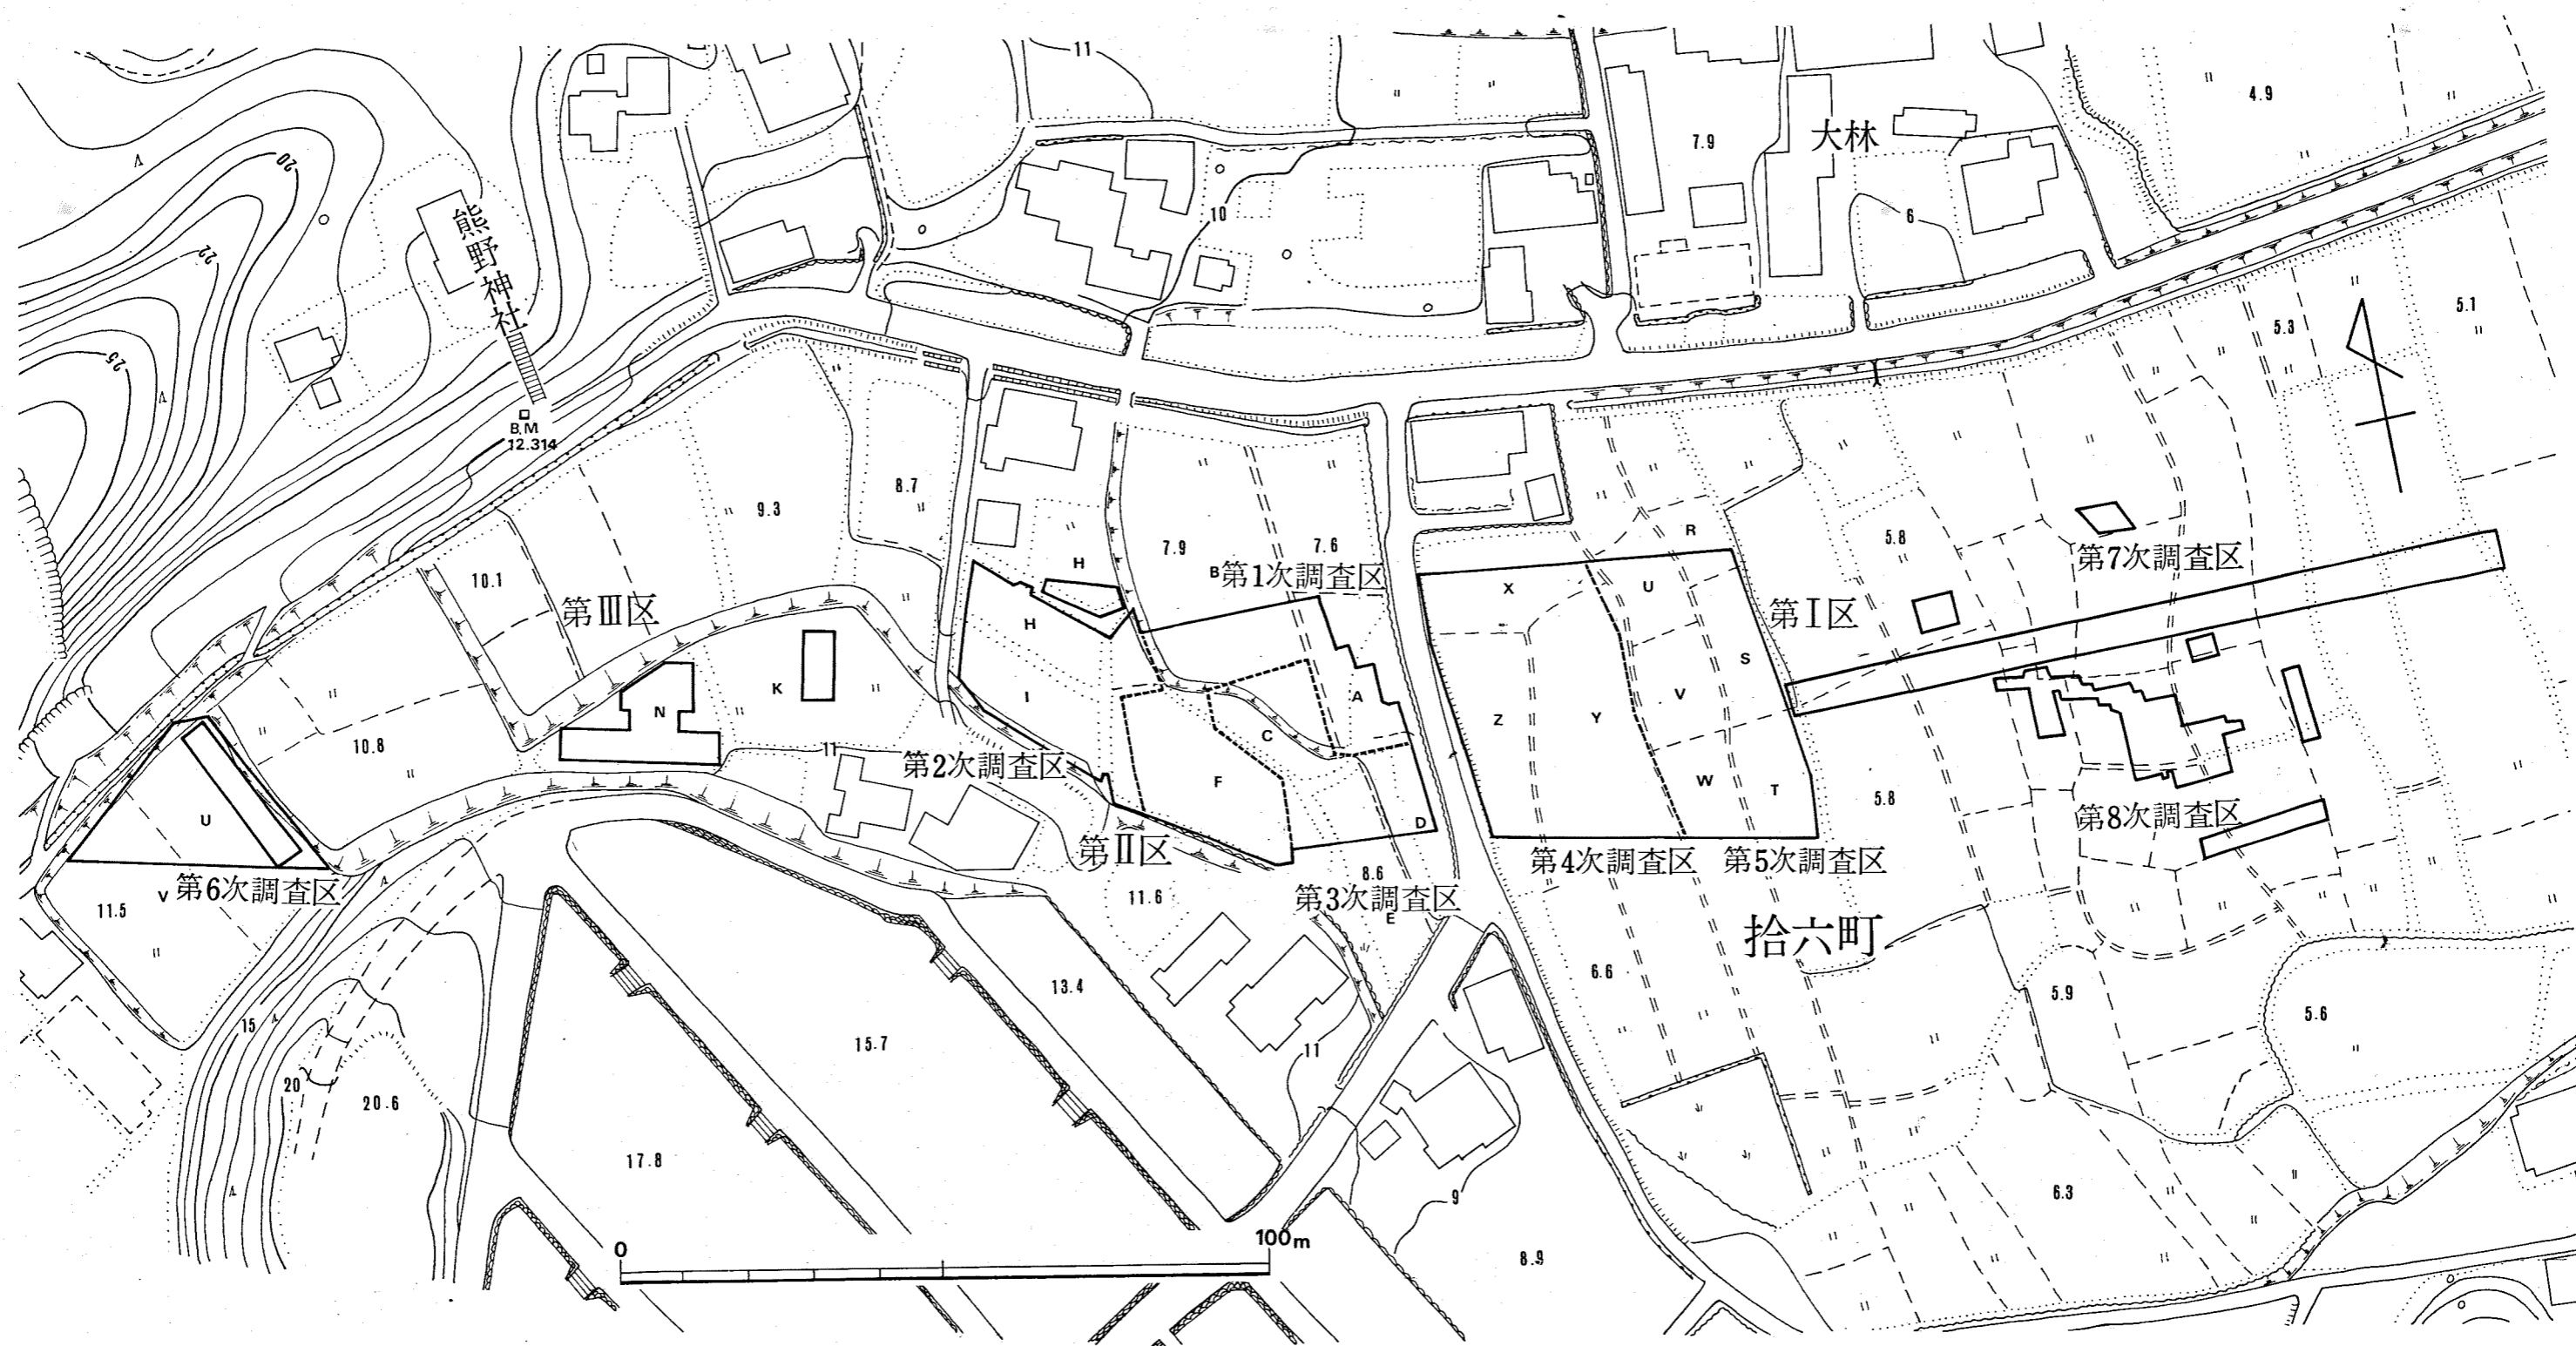 11
4.9
7.9
大林
20
10
6
22
熊野神社
5.3
5.1
25
B.M
12.314
8.7
9.3
R
5.8
7.9
7.6
第7次調査区
H
B
第1次調査区
10.1
X
U
第III区
第I区
H
S
K
I
A
V
N
Z
Y
C
10.8
11
第2次調査区
F
W
T
5.8
U
D
第8次調査区
第II区
第4次調査区
第5次調査区
8.6
V
第6次調査区
11.6
第3次調査区
11.5
E
拾六町
6.6
13.4
5.9
5.6
15
15.7
11
20
20.6
17.8
9
6.3
0
100m
8.9